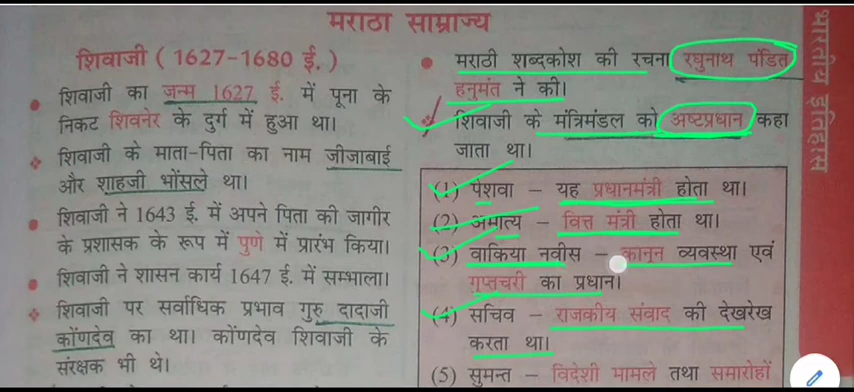 मराठा साम्राज्य
शिवाजी ( 1627-1680 ई. )
शिवाजी का जन्म 1627 ई. में पूना के
निकट शिवनेर के दुर्ग में हुआ था।
शिवाजी के माता-पिता का नाम जीजाबाई
और शाहजी भोंसले था।
शिवाजी ने 1643 ई. में अपने पिता की जागीर
के प्रशासक के रूप में पुणे में प्रारंभ किया।
शिवाजी ने शासन कार्य 1647 ई. में सम्भाला।
शिवाजी पर सर्वाधिक प्रभाव गुरु दादाजी
कोंणदेव का था। कोंणदेव शिवाजी के
संरक्षक भी थे।
मराठी शब्दकोश की रचना रघुनाथ पंडित
हनुमंत ने की।
शिवाजी के मंत्रिमंडल को अष्टप्रधान कहा
जाता था।
(1) पेशवा – यह प्रधानमंत्री होता था।
(2) अमात्य – वित्त मंत्री होता था।
(3) वाकिया नवीस – कानून व्यवस्था एवं
गुप्तचरी का प्रधान।
(4) सचिव – राजकीय संवाद की देखरेख
करता था।
(5) सुमन्त – विदेशी मामले तथा समारोहों
भारतीय इतिहास